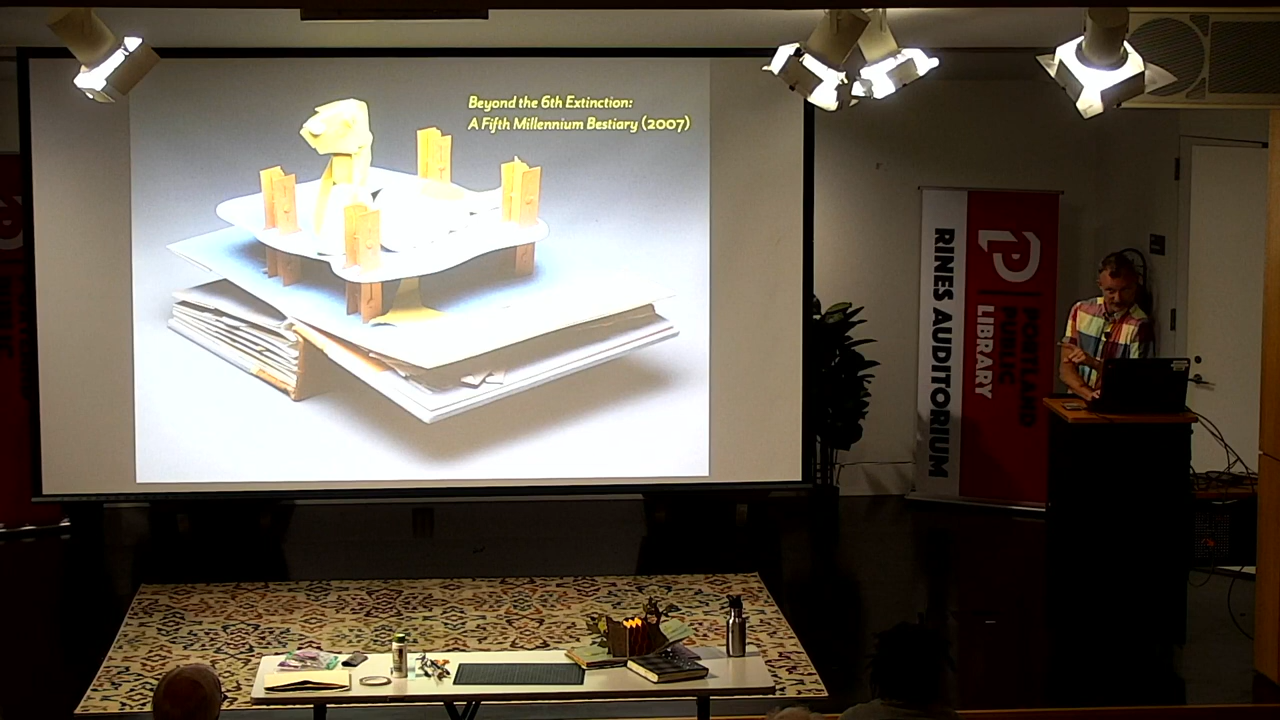 Beyond the 6th Extinction:
A Fifth Millennium Bestiary (2007)
RINES AUDITORIUM
PORTLAND
PUBLIC
LIBRARY